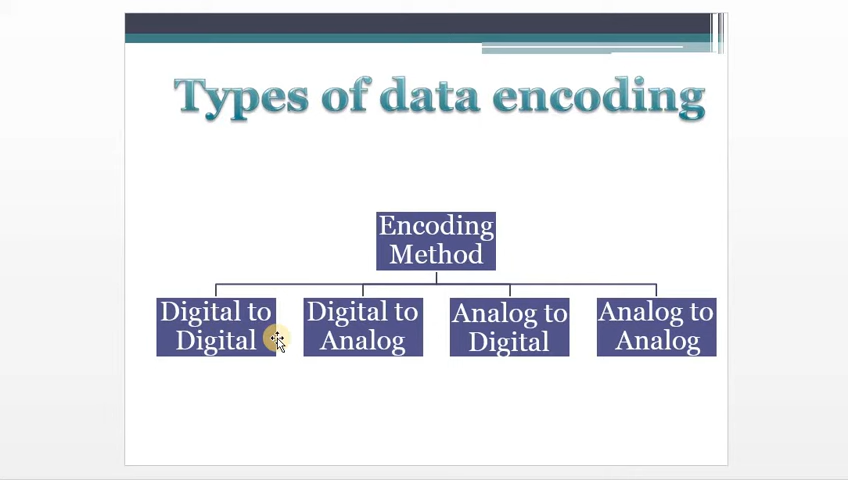 Types of data encoding
Encoding
Method
Digital to
Digital
Digital to
Analog
Analog to
Digital
Analog to
Analog